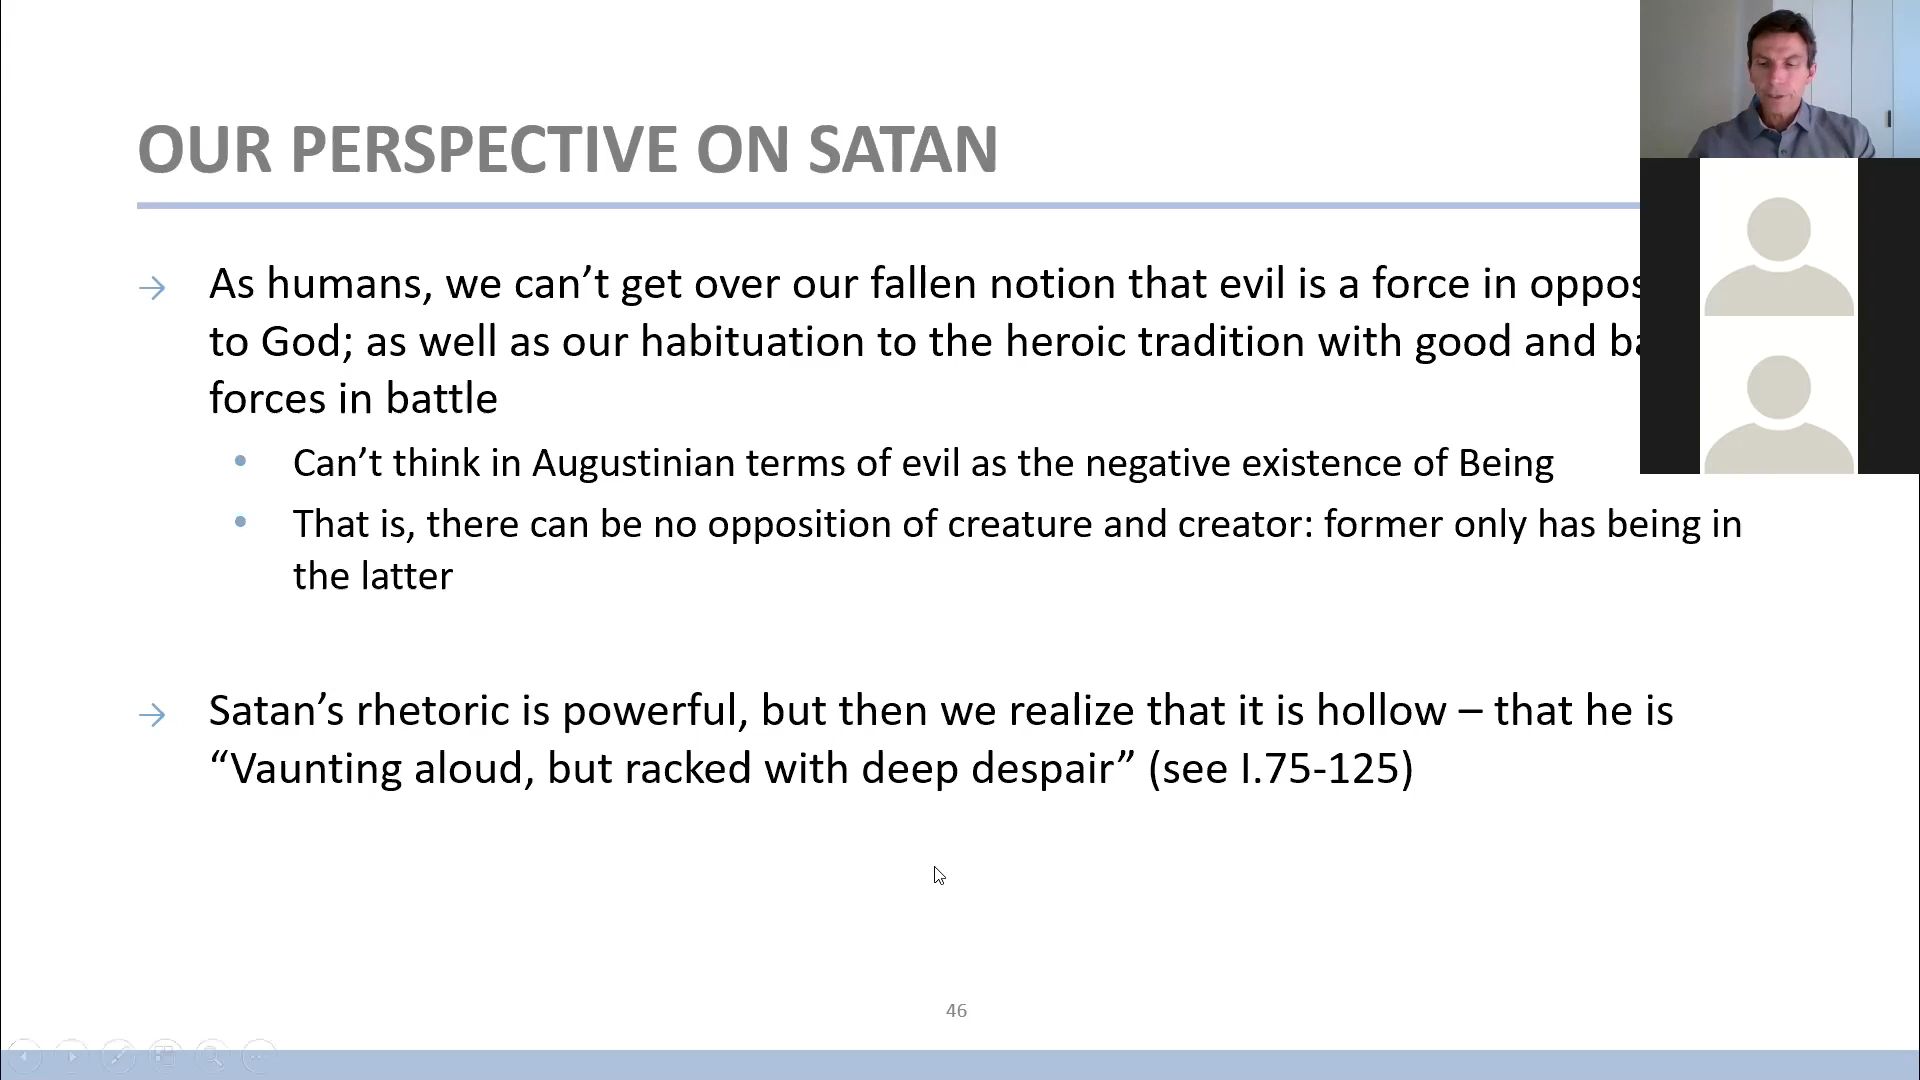 OUR PERSPECTIVE ON SATAN
As humans, we can’t get over our fallen notion that evil is a force in
to God; as well as our habituation to the heroic tradition with good and
forces in battle
Can’t think in Augustinian terms of evil as the negative existence of Being
That is, there can be no opposition of creature and creator: former only has being in
the latter
Satan’s rhetoric is powerful, but then we realize that it is hollow – that he is
“Vaunting aloud, but racked with deep despair” (see I.75-125)
46